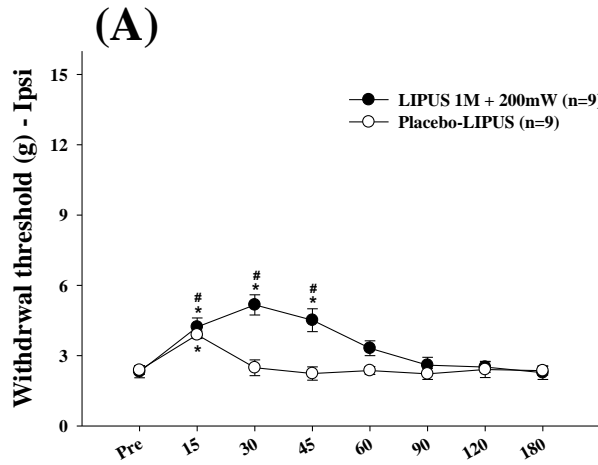 (A)
Withdrwal threshold (g) - Ipsi
15
12
9
6
3
0
LIPUS 1M + 200mW (n=9)
Placebo-LIPUS (n=9)
# # #
* * *
*
Pre 15 30 45 60 90 120 180